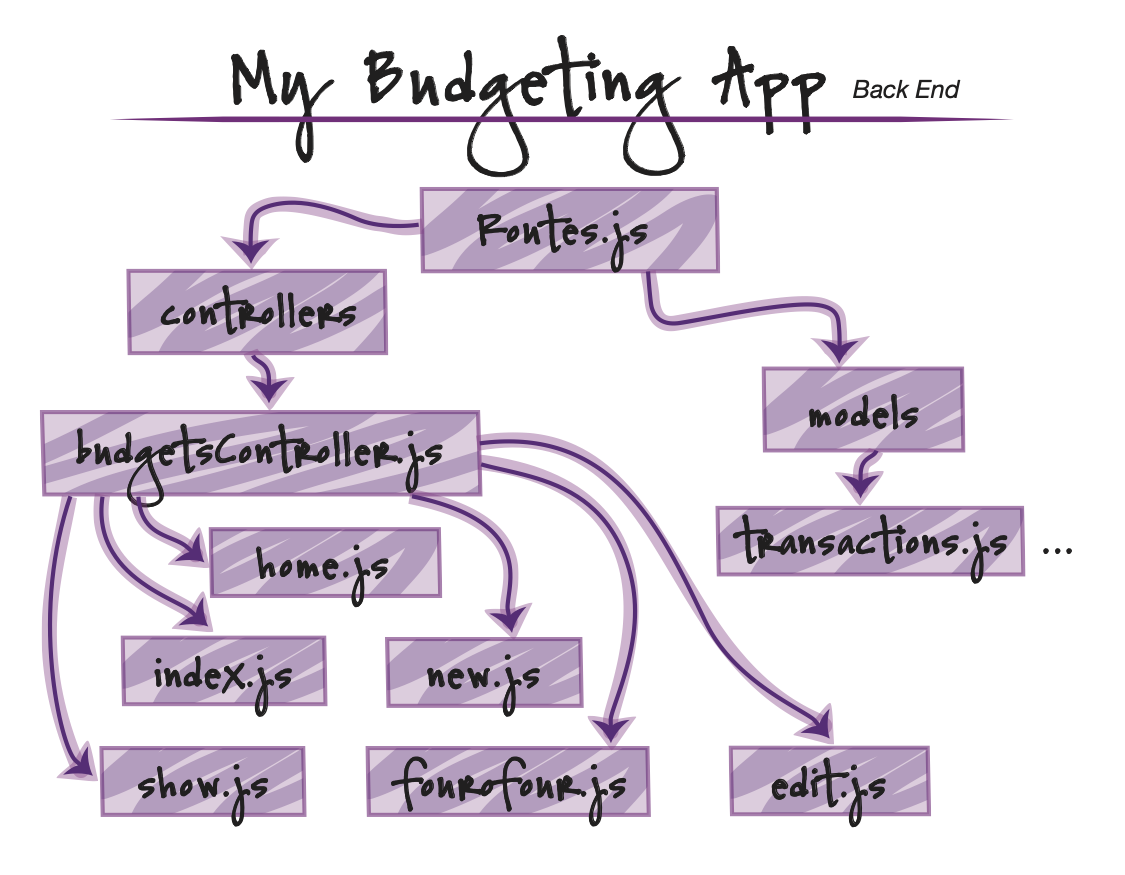 My Budgeting App Back End
Routes.js
controllers
models
budgetsController.js
transactions.js ...
home.js
index.js
new.js
show.js
fourofour.js
edit.js